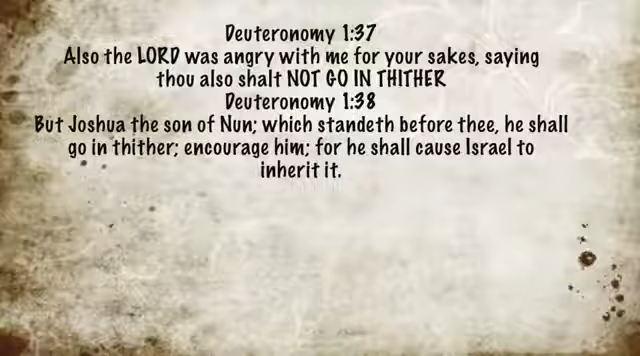 Deuteronomy 1:37
Also the LORD was angry with me for your sakes, saying
thou also shalt NOT GO IN THITHER
Deuteronomy 1:38
But Joshua the son of Nun; which standeth before thee, he shall
go in thither; encourage him; for he shall cause Israel to
inherit it.